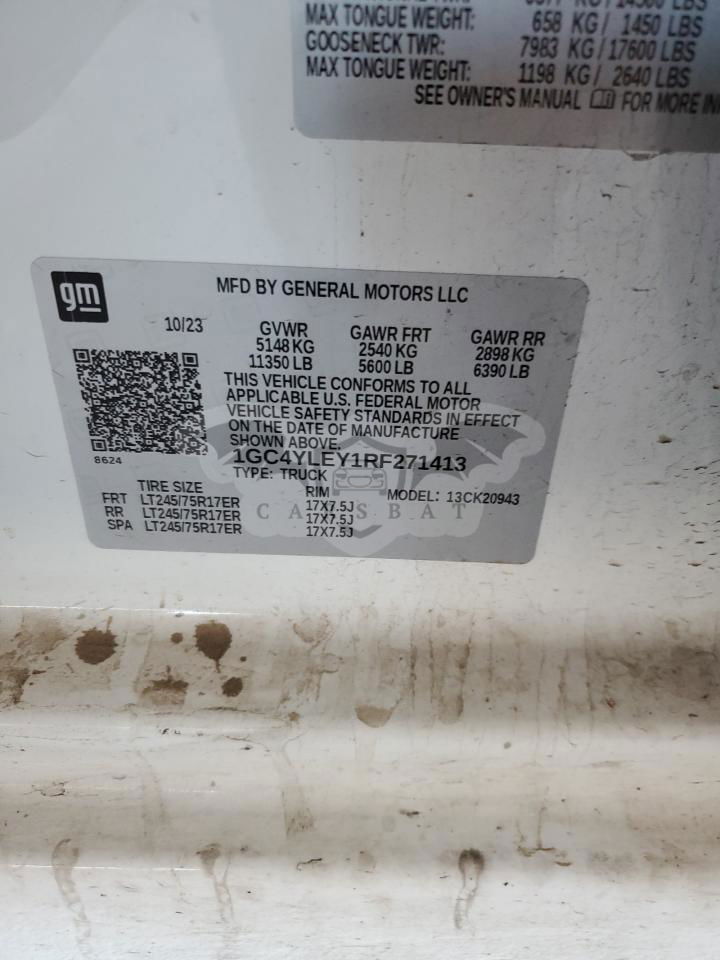 MAX TONGUE WEIGHT: 658 KG / 1450 LBS
GOOSENECK TWR: 7983 KG / 17600 LBS
MAX TONGUE WEIGHT: 1198 KG / 2640 LBS
SEE OWNER'S MANUAL FOR MORE IN
gm
MFD BY GENERAL MOTORS LLC
10/23 GVWR GAWR FRT GAWR RR
5148 KG 2540 KG 2898 KG
11350 LB 5600 LB 6390 LB
THIS VEHICLE CONFORMS TO ALL
APPLICABLE U.S. FEDERAL MOTOR
VEHICLE SAFETY STANDARDS IN EFFECT
ON THE DATE OF MANUFACTURE
SHOWN ABOVE.
8624
1GC4YLEY1RF271413
TYPE: TRUCK
MODEL: 13CK20943
TIRE SIZE RIM
FRT LT245/75R17ER 17X7.5J
RR LT245/75R17ER 17X7.5J
SPA LT245/75R17ER 17X7.5J
CARSBAT